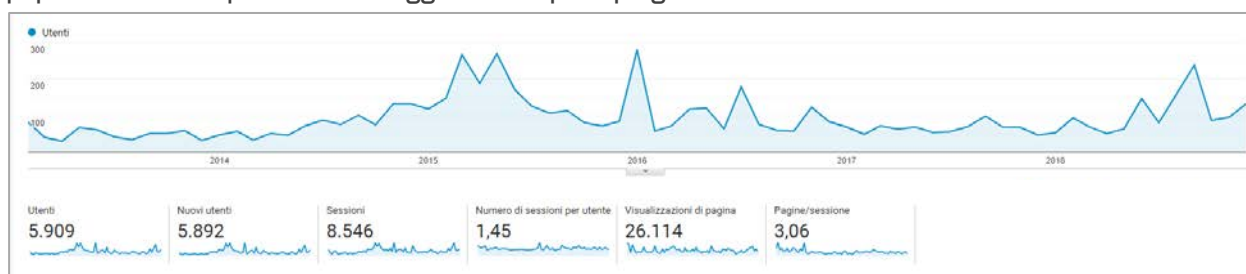 Utenti
300
200
100
2014 2015 2016 2017 2018
Utenti Nuovi utenti Sessioni Numero di sessioni per utente Visualizzazioni di pagina Pagine/sessione
5.909 5.892 8.546 1,45 26.114 3,06